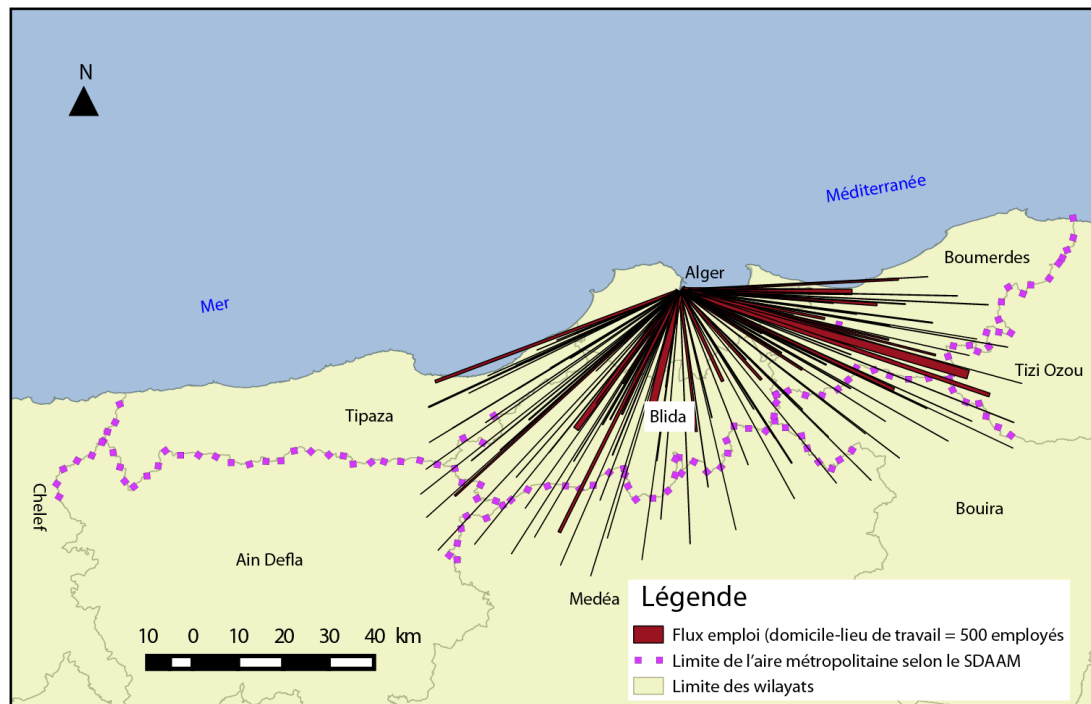 N
Méditerranée
Mer
Alger
Boumerdes
Tizi Ozou
Tipaza
Blida
Chelef
Bouira
Ain Defla
Medéa
10 0 10 20 30 40 km
Légende
Flux emploi (domicile-lieu de travail = 500 employés
Limite de l'aire métropolitaine selon le SDAAM
Limite des wilayats